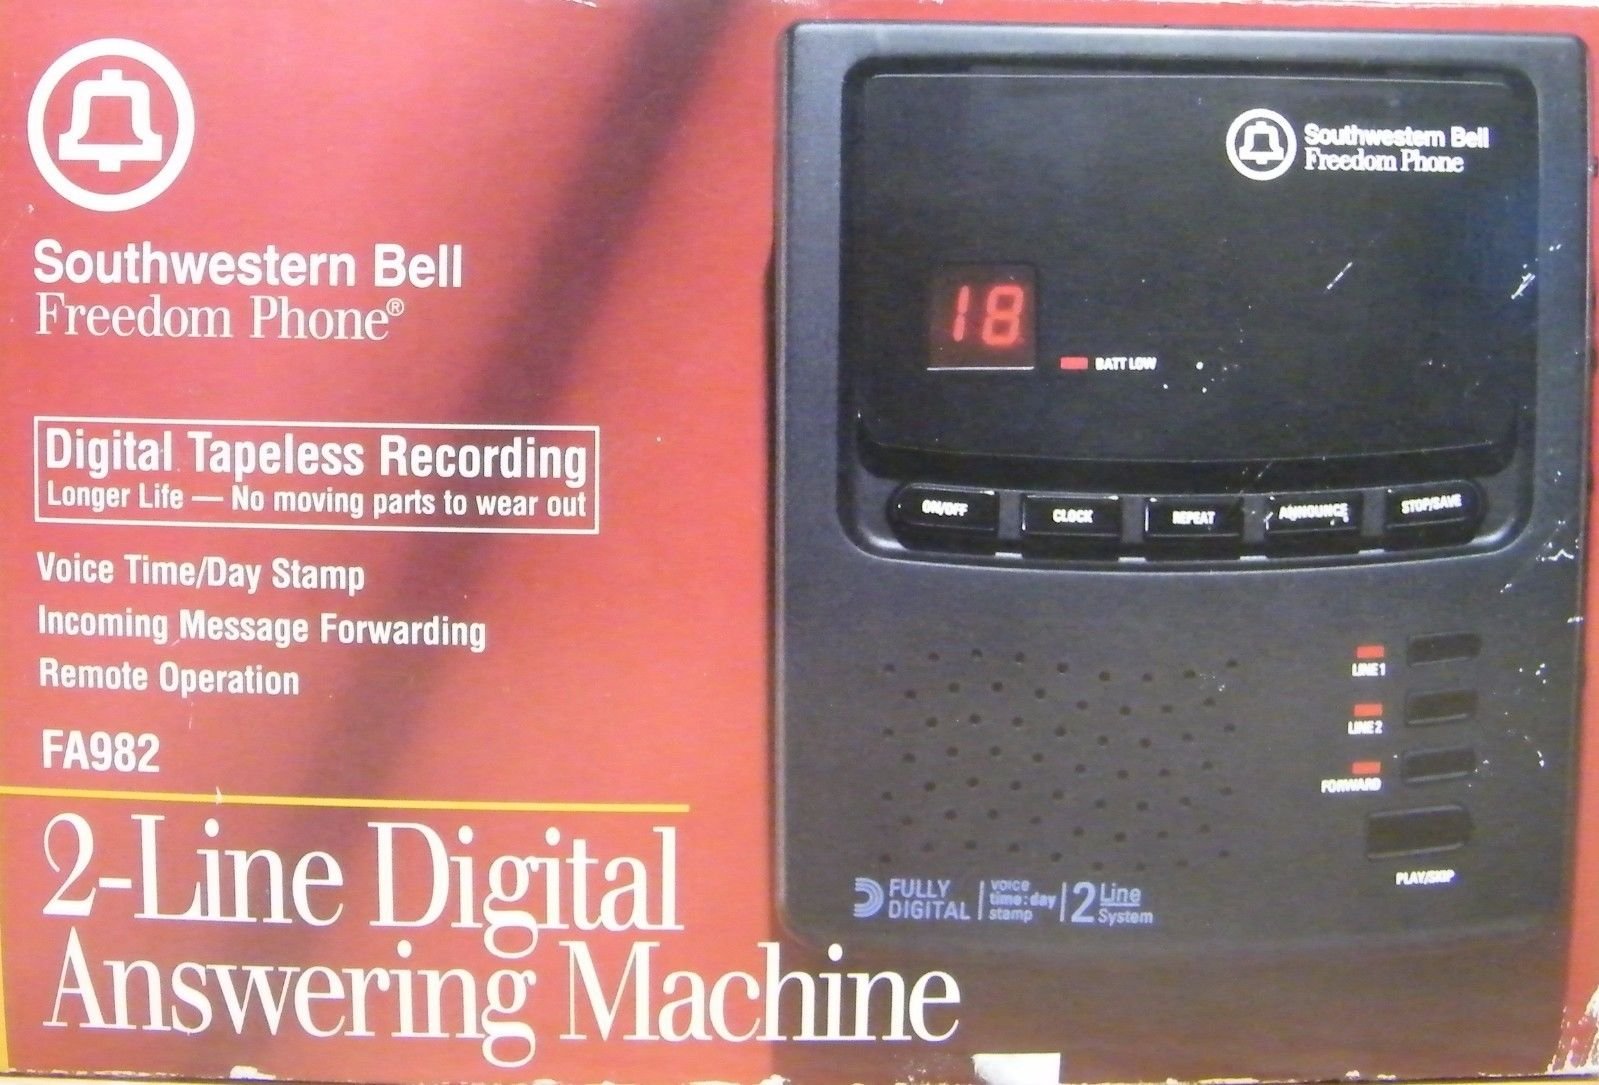 Southwestern Bell
Freedom Phone®
Digital Tapeless Recording
Longer Life — No moving parts to wear out
Voice Time/Day Stamp
Incoming Message Forwarding
Remote Operation
FA982
2-Line Digital
Answering Machine
Southwestern Bell
Freedom Phone
18
BATT LOW
ON/OFF
CLOCK
REPEAT
ANNOUNCE
STOP/SAVE
LINE 1
LINE 2
FORWARD
PLAY/SKIP
FULLY
DIGITAL
voice
time:day
stamp
2 Line
System